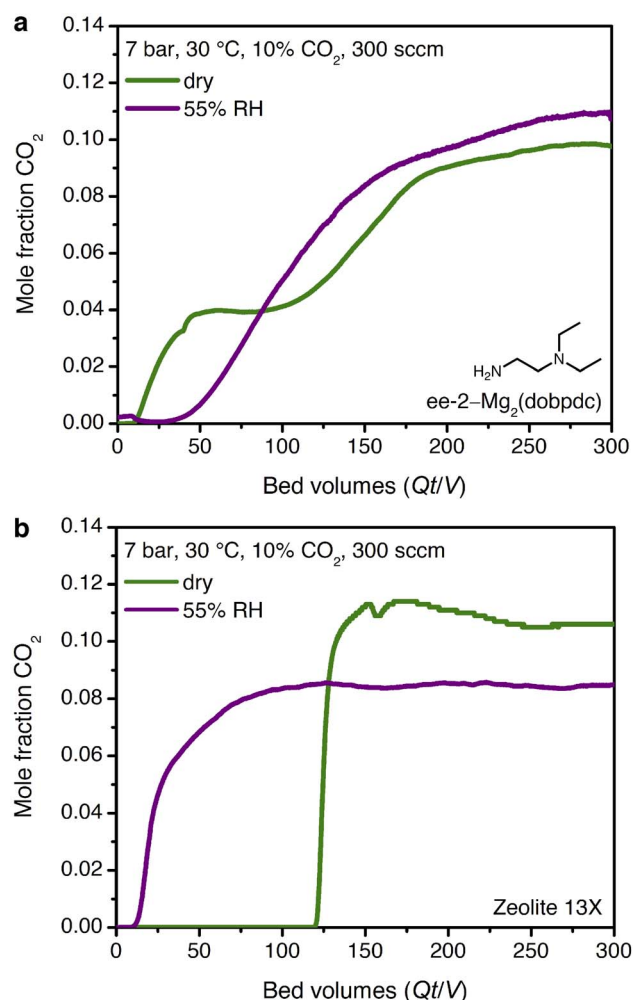 a
0.14
7 bar, 30 °C, 10% CO₂, 300 sccm
dry
55% RH
0.12
0.10
0.08
0.06
0.04
0.02
0.00
Mole fraction CO₂
H₂N
N
ee-2–Mg₂(dobpdc)
0 50 100 150 200 250 300
Bed volumes (Qt/V)
b
0.14
7 bar, 30 °C, 10% CO₂, 300 sccm
dry
55% RH
0.12
0.10
0.08
0.06
0.04
0.02
0.00
Mole fraction CO₂
Zeolite 13X
0 50 100 150 200 250 300
Bed volumes (Qt/V)